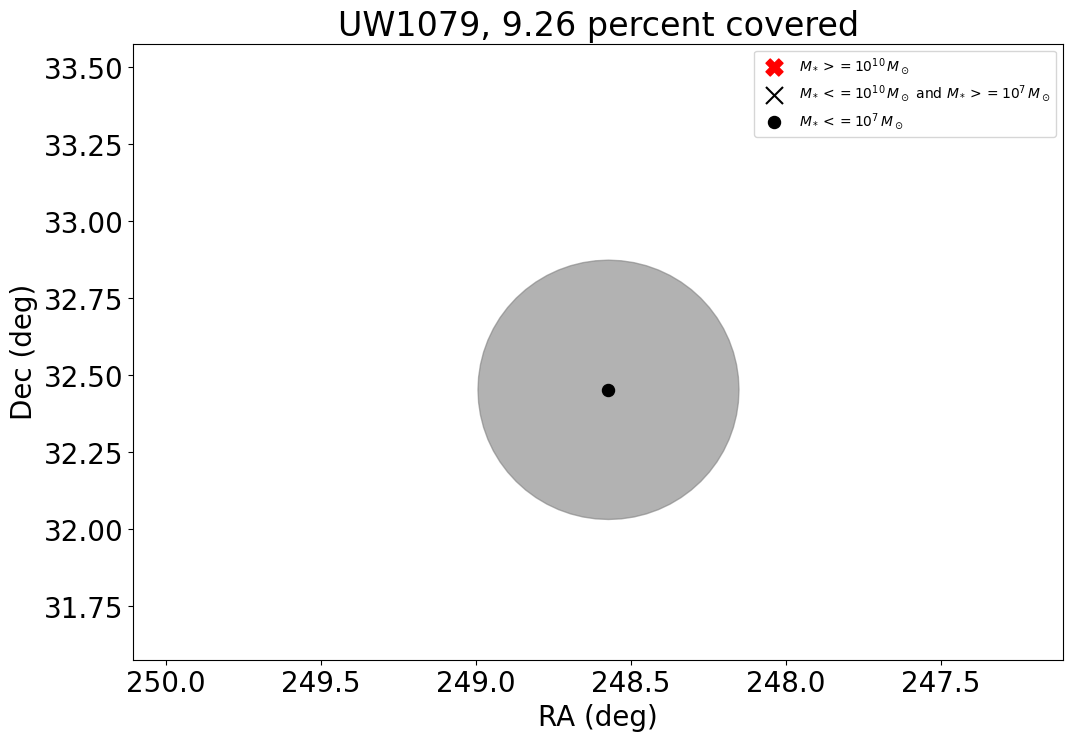 UW1079, 9.26 percent covered
M* >= 10^10 M⊙
M* <= 10^10 M⊙ and M* >= 10^7 M⊙
M* <= 10^7 M⊙
33.50
33.25
33.00
32.75
32.50
32.25
32.00
31.75
Dec (deg)
250.0 249.5 249.0 248.5 248.0 247.5
RA (deg)